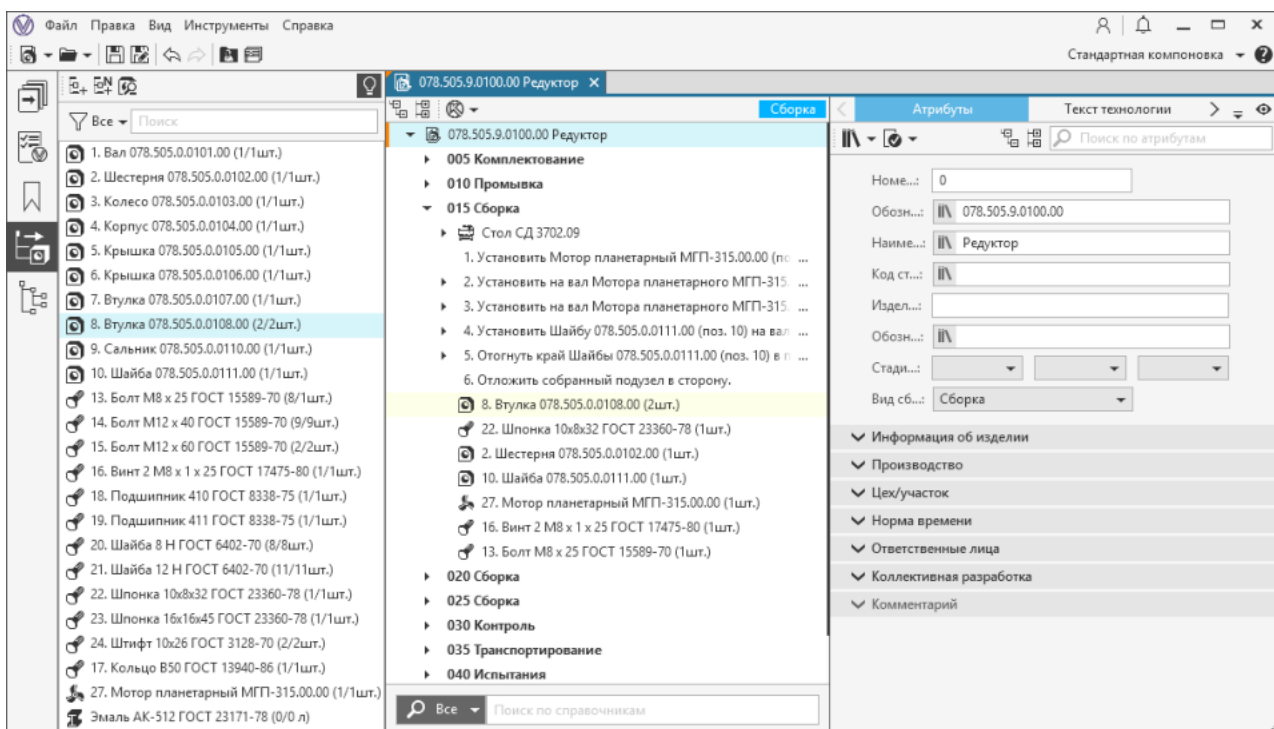 Файл Правка Вид Инструменты Справка
Стандартная компоновка
Все Поиск
1. Вал 078.505.0.0101.00 (1/1шт.)
2. Шестерня 078.505.0.0102.00 (1/1шт.)
3. Колесо 078.505.0.0103.00 (1/1шт.)
4. Корпус 078.505.0.0104.00 (1/1шт.)
5. Крышка 078.505.0.0105.00 (1/1шт.)
6. Крышка 078.505.0.0106.00 (1/1шт.)
7. Втулка 078.505.0.0107.00 (1/1шт.)
8. Втулка 078.505.0.0108.00 (2/2шт.)
9. Сальник 078.505.0.0110.00 (1/1шт.)
10. Шайба 078.505.0.0111.00 (1/1шт.)
13. Болт М8 х 25 ГОСТ 15589-70 (8/1шт.)
14. Болт М12 х 40 ГОСТ 15589-70 (9/9шт.)
15. Болт М12 х 60 ГОСТ 15589-70 (2/2шт.)
16. Винт 2 М8 х 1 х 25 ГОСТ 17475-80 (1/1шт.)
18. Подшипник 410 ГОСТ 8338-75 (1/1шт.)
19. Подшипник 411 ГОСТ 8338-75 (1/1шт.)
20. Шайба 8 Н ГОСТ 6402-70 (8/8шт.)
21. Шайба 12 Н ГОСТ 6402-70 (11/11шт.)
22. Шпонка 10х8х32 ГОСТ 23360-78 (1/1шт.)
23. Шпонка 16х16х45 ГОСТ 23360-78 (1/1шт.)
24. Штифт 10х26 ГОСТ 3128-70 (2/2шт.)
17. Кольцо В50 ГОСТ 13940-86 (1/1шт.)
27. Мотор планетарный МГП-315.00.00 (1/1шт.)
Эмаль АК-512 ГОСТ 23171-78 (0/0 л)
078.505.9.0100.00 Редуктор
Сборка
078.505.9.0100.00 Редуктор
005 Комплектование
010 Промывка
015 Сборка
Стол СД 3702.09
1. Установить Мотор планетарный МГП-315.00.00 (по ...
2. Установить на вал Мотора планетарного МГП-315. ...
3. Установить на вал Мотора планетарного МГП-315. ...
4. Установить Шайбу 078.505.0.0111.00 (поз. 10) на вал ...
5. Отогнуть край Шайбы 078.505.0.0111.00 (поз. 10) в п ...
6. Отложить собранный подузел в сторону.
8. Втулка 078.505.0.0108.00 (2шт.)
22. Шпонка 10х8х32 ГОСТ 23360-78 (1шт.)
2. Шестерня 078.505.0.0102.00 (1шт.)
10. Шайба 078.505.0.0111.00 (1шт.)
27. Мотор планетарный МГП-315.00.00 (1шт.)
16. Винт 2 М8 х 1 х 25 ГОСТ 17475-80 (1шт.)
13. Болт М8 х 25 ГОСТ 15589-70 (1шт.)
020 Сборка
025 Сборка
030 Контроль
035 Транспортирование
040 Испытания
Все Поиск по справочникам
Атрибуты Текст технологии
Поиск по атрибутам
Номе...: 0
Обозн...: 078.505.9.0100.00
Наиме...: Редуктор
Код ст...:
Издел...:
Обозн...:
Стади...:
Вид сб...: Сборка
Информация об изделии
Производство
Цех/участок
Норма времени
Ответственные лица
Коллективная разработка
Комментарий